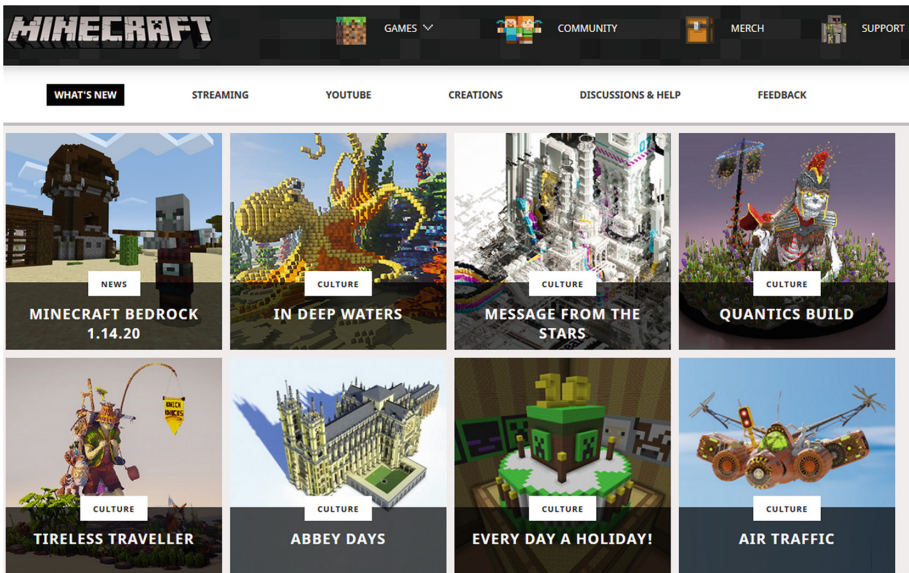 MINECRAFT
GAMES
COMMUNITY
MERCH
SUPPORT
WHAT'S NEW
STREAMING
YOUTUBE
CREATIONS
DISCUSSIONS & HELP
FEEDBACK
NEWS
MINECRAFT BEDROCK
1.14.20
CULTURE
IN DEEP WATERS
CULTURE
MESSAGE FROM THE
STARS
CULTURE
QUANTICS BUILD
CULTURE
TIRELESS TRAVELLER
CULTURE
ABBEY DAYS
CULTURE
EVERY DAY A HOLIDAY!
CULTURE
AIR TRAFFIC